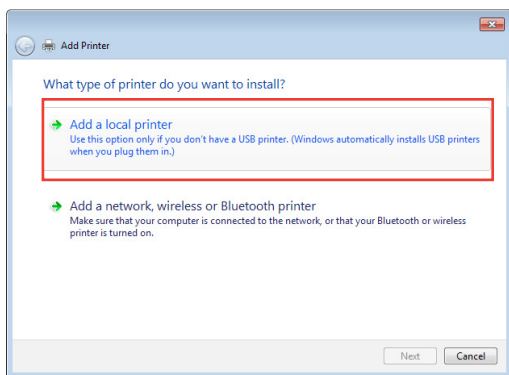 Add Printer
What type of printer do you want to install?
Add a local printer
Use this option only if you don't have a USB printer. (Windows automatically installs USB printers
when you plug them in.)
Add a network, wireless or Bluetooth printer
Make sure that your computer is connected to the network, or that your Bluetooth or wireless
printer is turned on.
Next Cancel